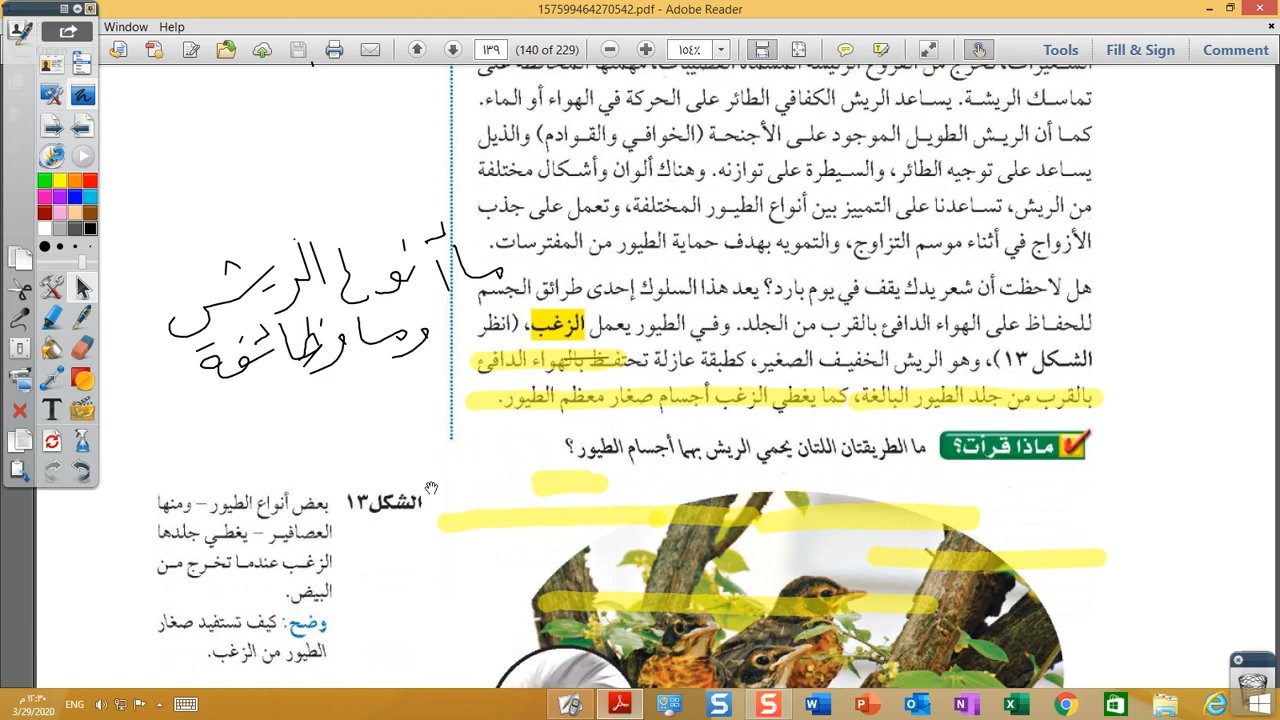 157599464270542.pdf - Adobe Reader
Window Help
١٣٩ (140 of 229) ١٥٤٪ Tools Fill & Sign Comment
تماسك الريشة. يساعد الريش الكفافي الطائر على الحركة في الهواء أو الماء.
كما أن الريش الطويل الموجود على الأجنحة (الخوافي والقوادم) والذيل
يساعد على توجيه الطائر، والسيطرة على توازنه. وهناك ألوان وأشكال مختلفة
من الريش، تساعدنا على التمييز بين أنواع الطيور المختلفة، وتعمل على جذب
الأزواج في أثناء موسم التزاوج، والتمويه بهدف حماية الطيور من المفترسات.
هل لاحظت أن شعر يدك يقف في يوم بارد؟ يعد هذا السلوك إحدى طرائق الجسم
للحفاظ على الهواء الدافئ بالقرب من الجلد. وفي الطيور يعمل الزغب، (انظر
الشكل ١٣)، وهو الريش الخفيف الصغير، كطبقة عازلة تحتفظ بالهواء الدافئ
بالقرب من جلد الطيور البالغة، كما يغطي الزغب أجسام صغار معظم الطيور.
ماذا قرأت؟ ما الطريقتان اللتان يحمي الريش بهما أجسام الطيور؟
ما أنواع الريش
وما وظائفه
الشكل ١٣ بعض أنواع الطيور – ومنها
العصافير – يغطي جلدها
الزغب عندما تخرج من
البيض.
وضح: كيف تستفيد صغار
الطيور من الزغب.
ENG
١٢:٣٠ م
3/29/2020